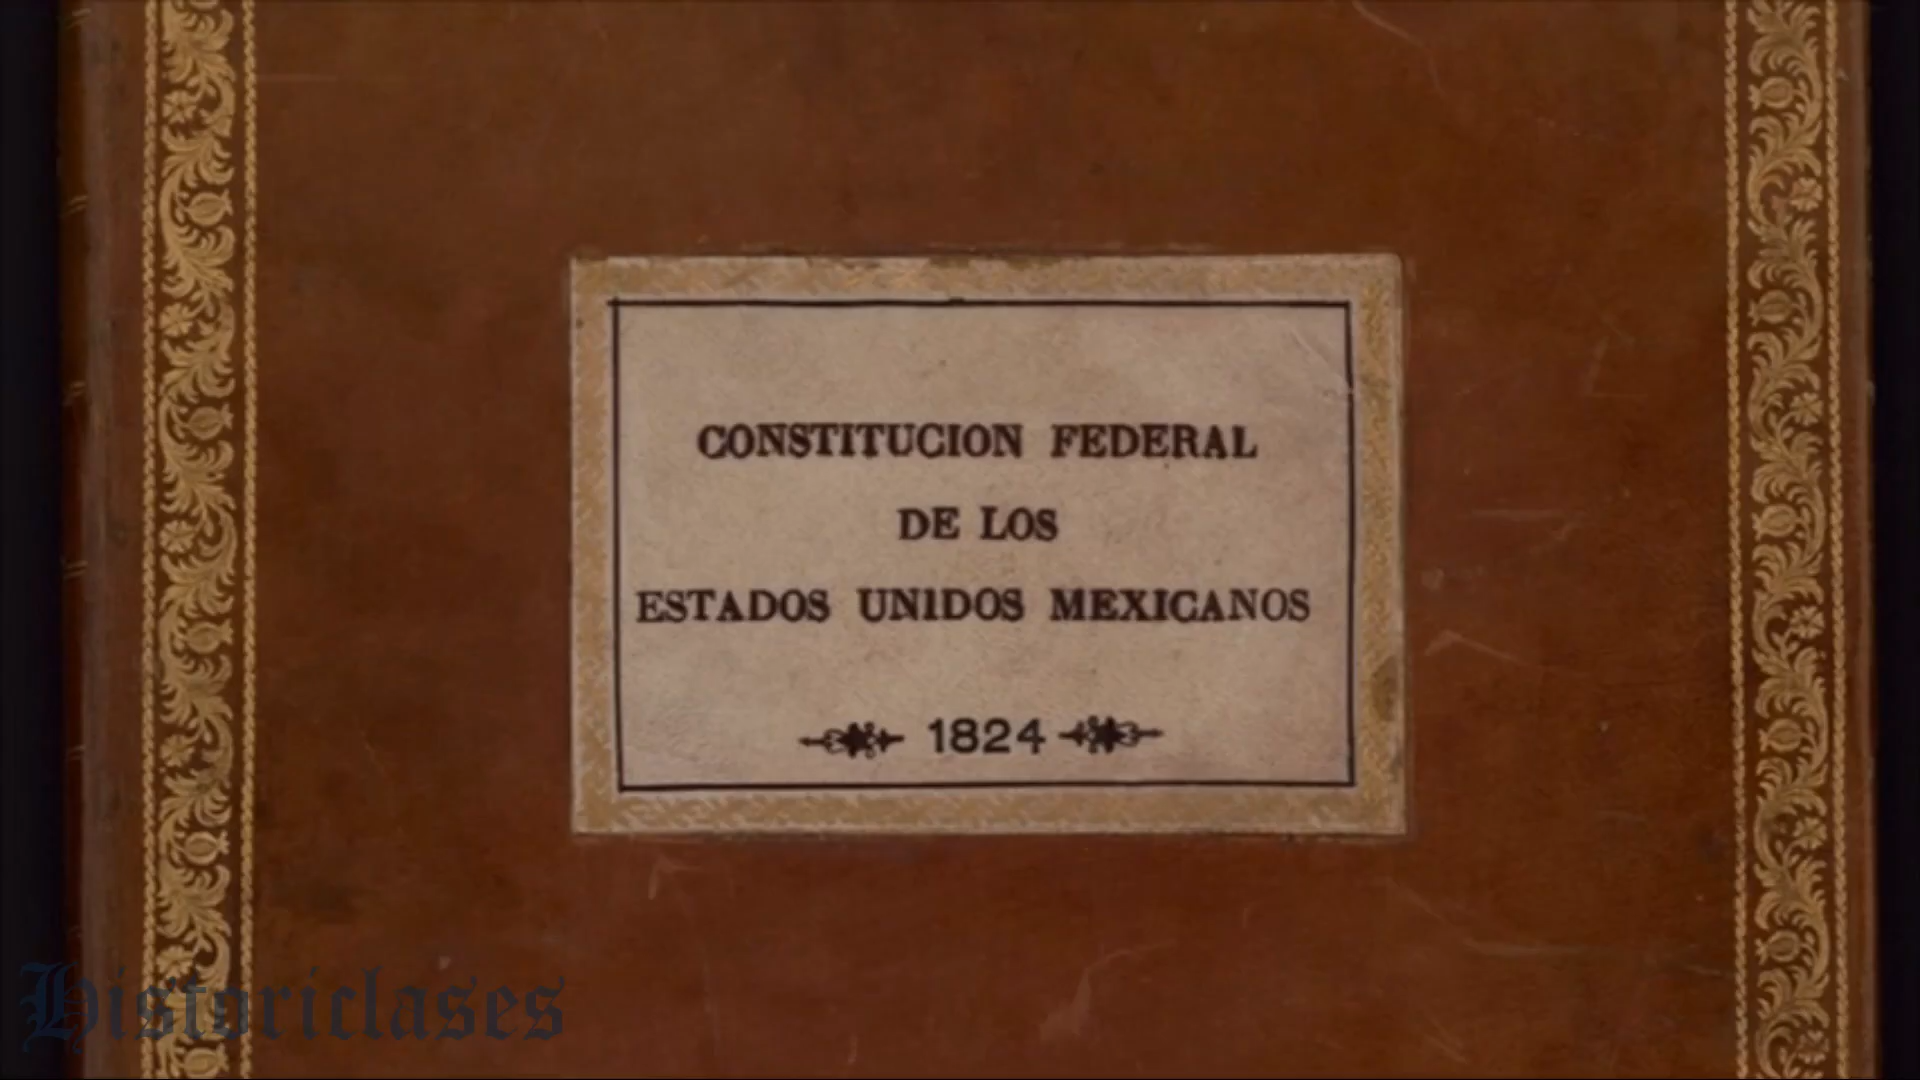 CONSTITUCION FEDERAL
DE LOS
ESTADOS UNIDOS MEXICANOS
1824
Historiclases